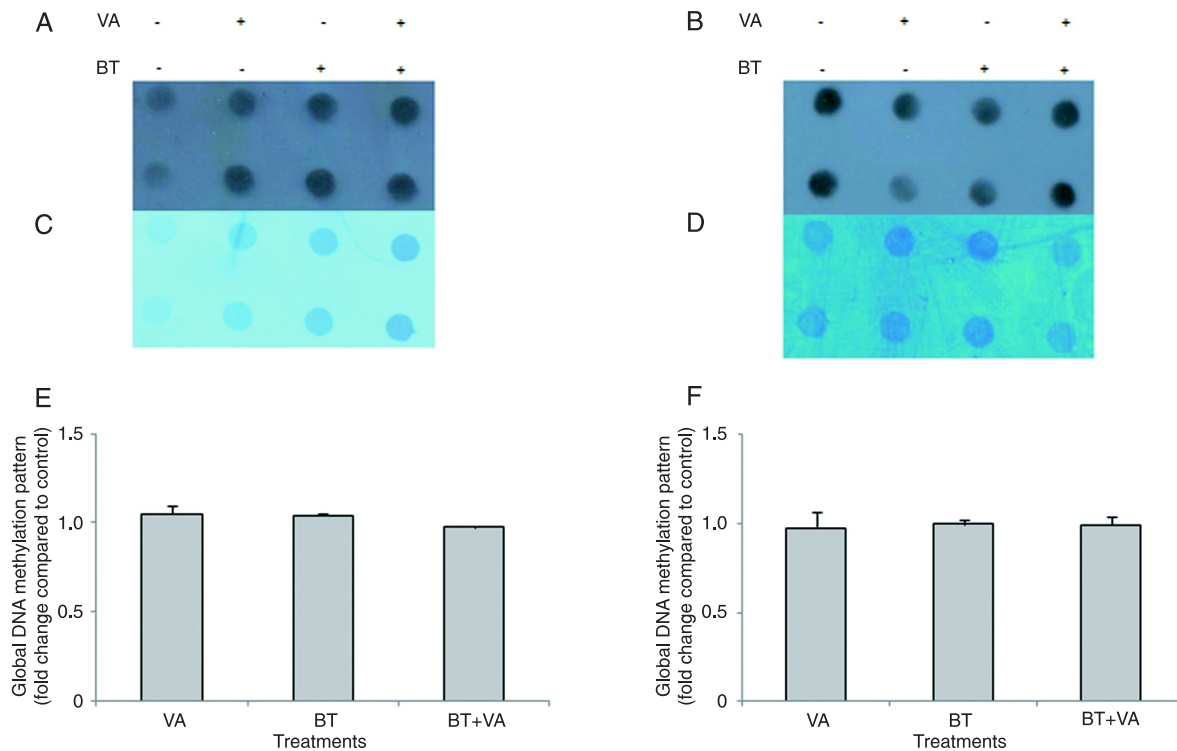 A VA - + - +
BT - - + +
B VA - + - +
BT - - + +
C
D
E
Global DNA methylation pattern
(fold change compared to control)
1.5
1.0
0.5
0
VA BT BT+VA
Treatments
F
Global DNA methylation pattern
(fold change compared to control)
1.5
1.0
0.5
0
VA BT BT+VA
Treatments